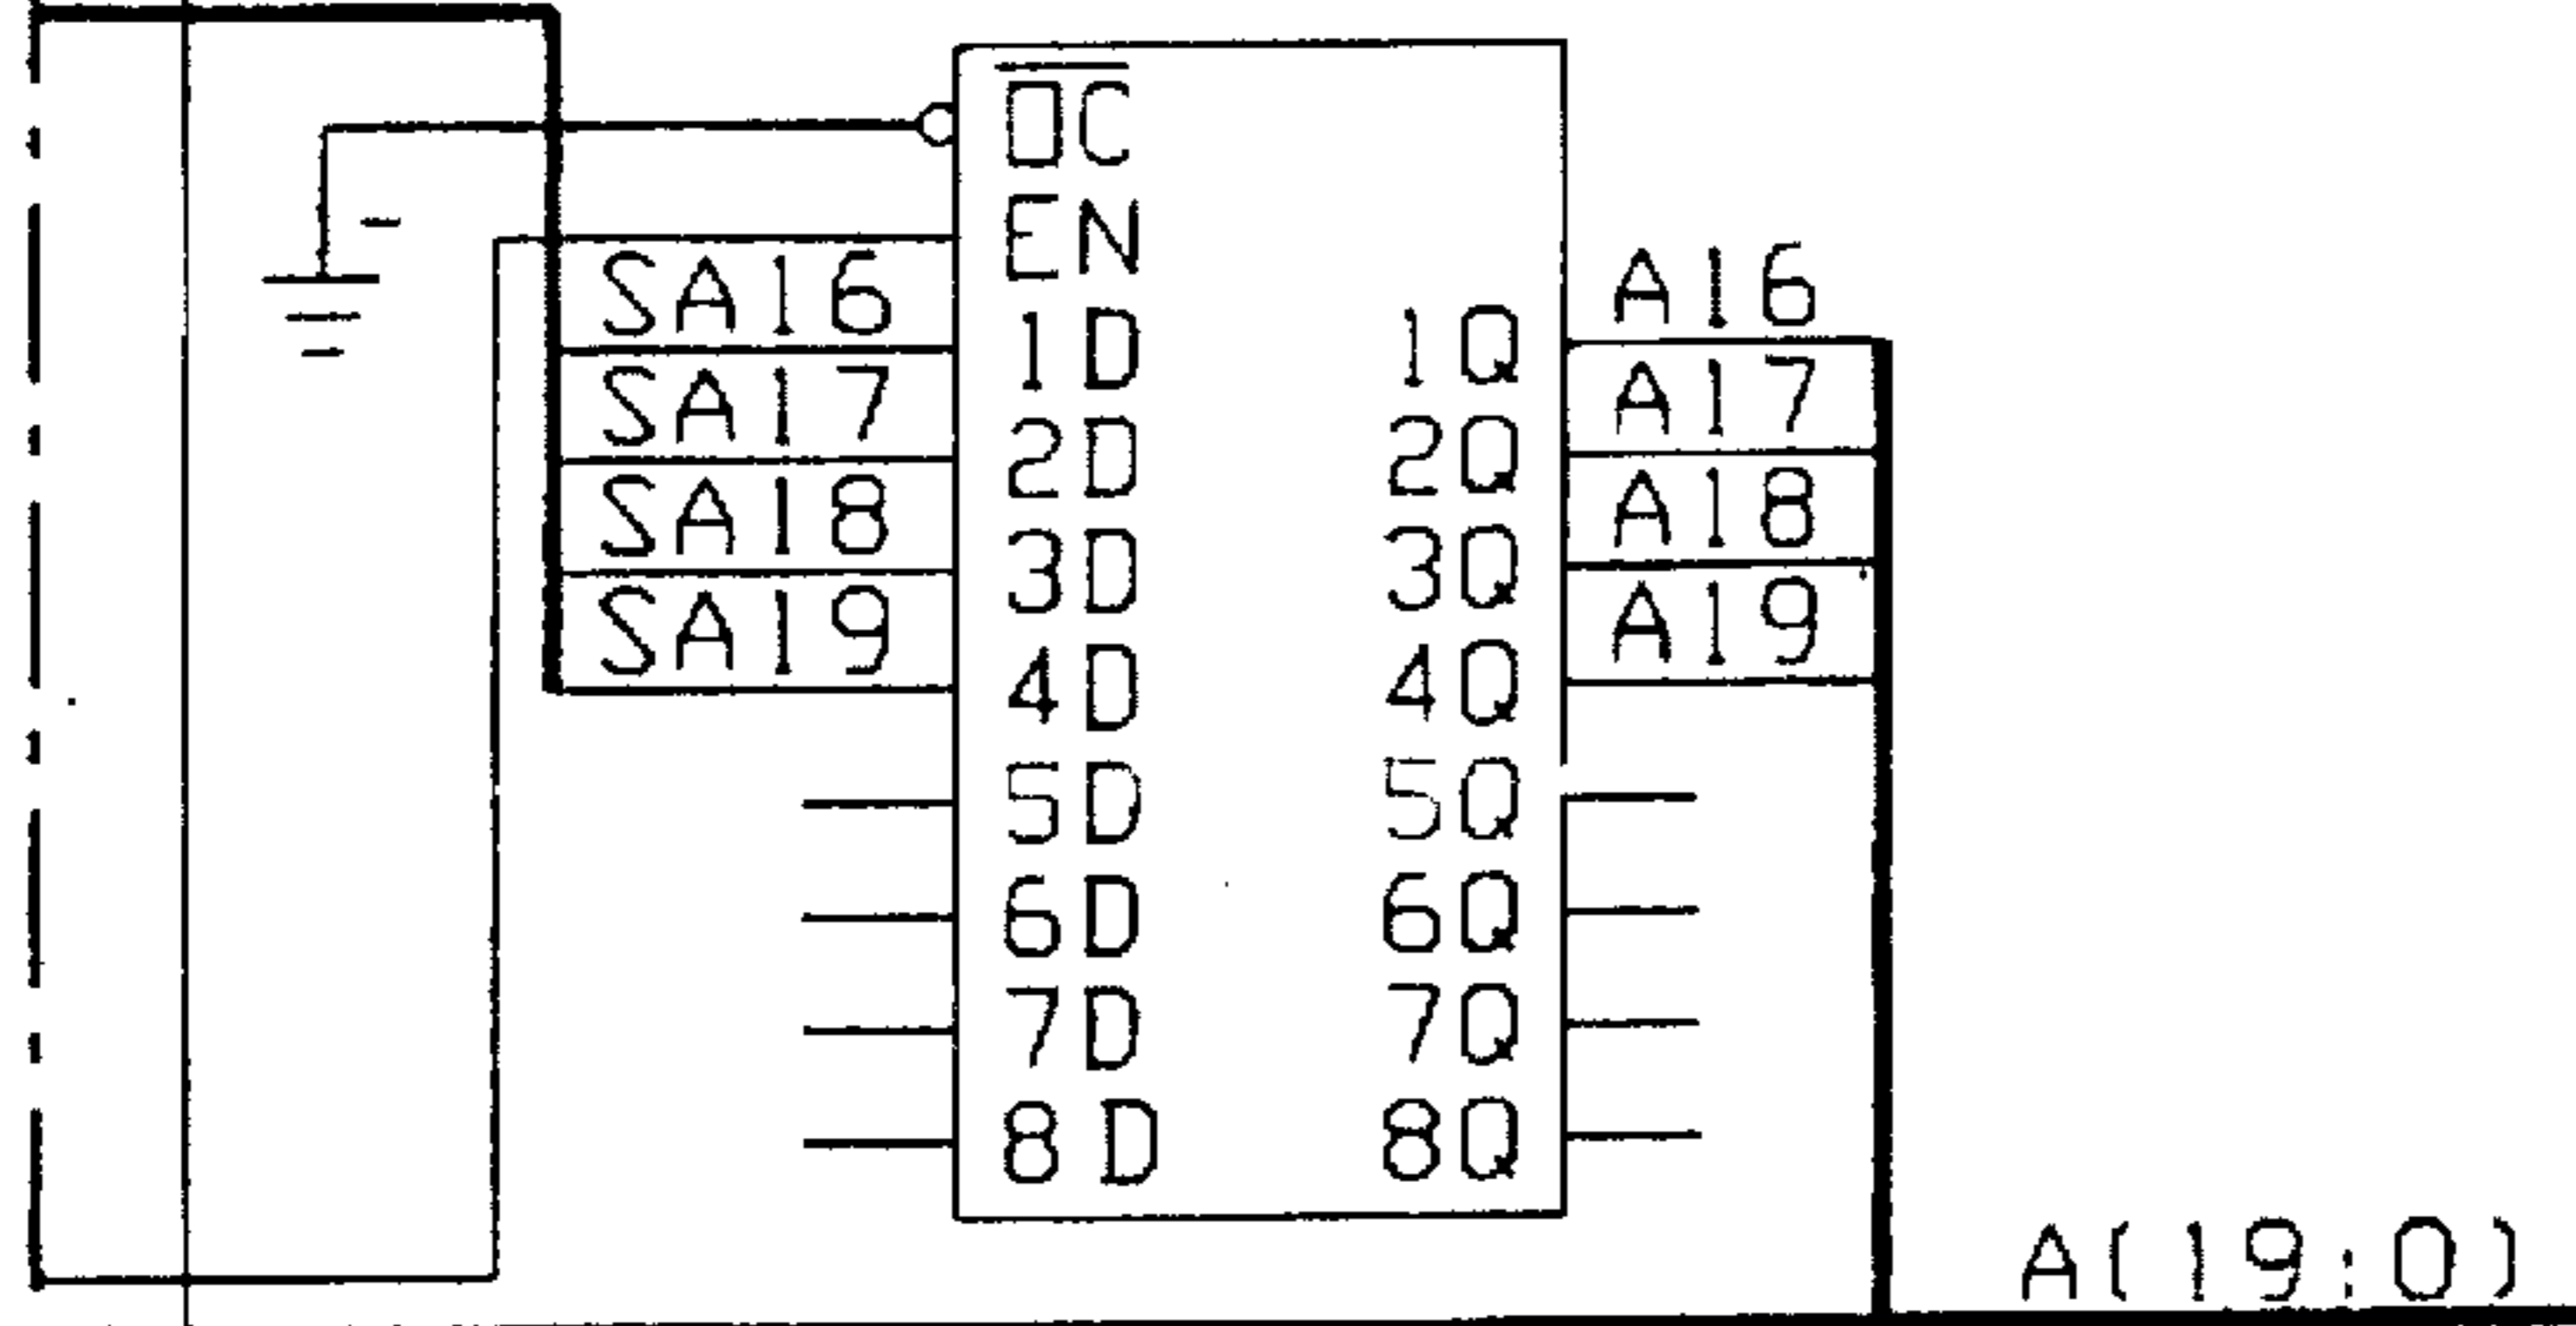 O̅C̅
EN
SA16 A16
1D 1Q
SA17 A17
2D 2Q
SA18 A18
3D 3Q
SA19 A19
4D 4Q
5D 5Q
6D 6Q
7D 7Q
8D 8Q
A(19:0)